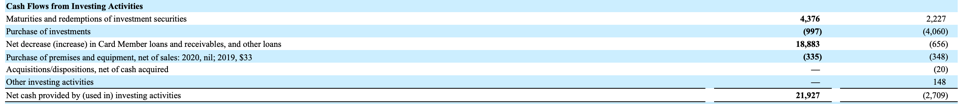 Cash Flows from Investing Activities
Maturities and redemptions of investment securities 4,376 2,227
Purchase of investments (997) (4,060)
Net decrease (increase) in Card Member loans and receivables, and other loans 18,883 (656)
Purchase of premises and equipment, net of sales: 2020, nil; 2019, $33 (335) (348)
Acquisitions/dispositions, net of cash acquired — (20)
Other investing activities — 148
Net cash provided by (used in) investing activities 21,927 (2,709)